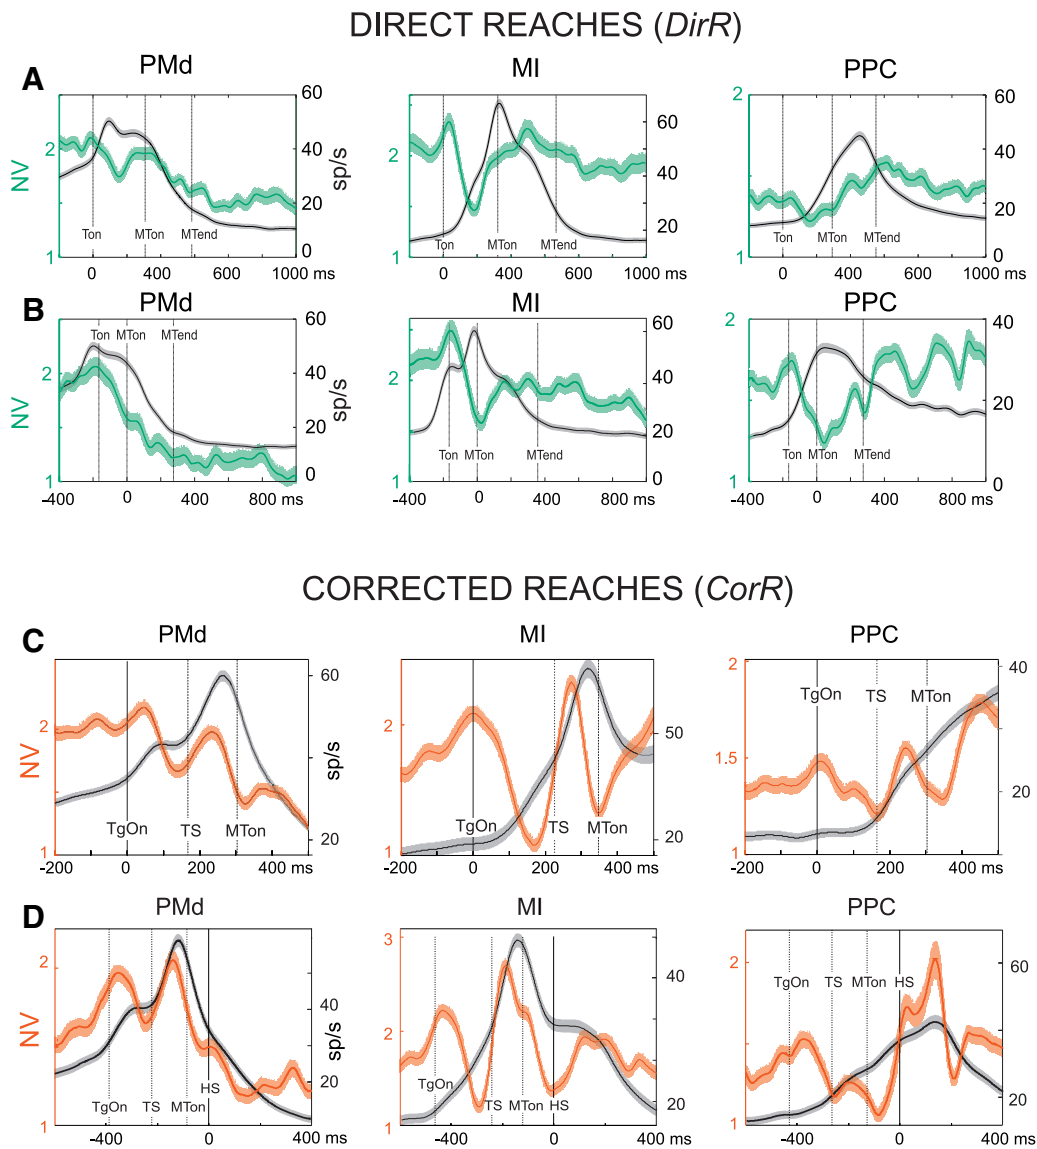 DIRECT REACHES (DirR)
A
PMd
MI
PPC
NV
2
1
60
40
20
0
sp/s
Ton
MTon
MTend
0
400
600
1000 ms
2
1
60
40
20
Ton
MTon
MTend
0
400
600
1000 ms
2
1
60
40
20
0
Ton
MTon
MTend
0
400
600
1000 ms
B
PMd
MI
PPC
NV
2
1
60
40
20
0
sp/s
Ton
MTon
MTend
-400
0
400
800 ms
2
1
60
40
20
0
Ton
MTon
MTend
0
400
800 ms
2
1
40
20
0
Ton
MTon
MTend
-400
0
400
800 ms
CORRECTED REACHES (CorR)
C
PMd
MI
PPC
NV
2
1
60
20
sp/s
TgOn
TS
MTon
-200
0
200
400 ms
2
1
50
20
TgOn
TS
MTon
-200
0
200
400 ms
2
1.5
1
40
20
TgOn
TS
MTon
-200
0
200
400 ms
D
PMd
MI
PPC
NV
2
1
40
20
sp/s
TgOn
TS
MTon
HS
-400
0
400 ms
3
2
1
40
20
TgOn
TS
MTon
HS
-400
0
400 ms
2
1
60
40
20
TgOn
TS
MTon
HS
-400
0
400 ms